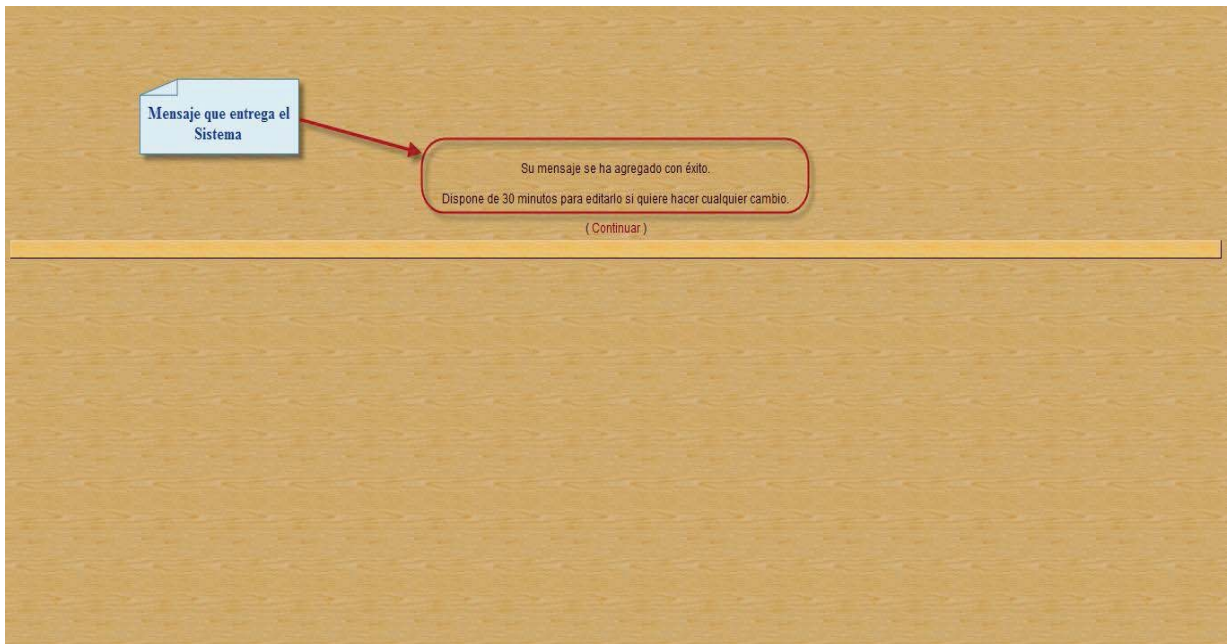 Mensaje que entrega el
Sistema
Su mensaje se ha agregado con éxito.
Dispone de 30 minutos para editarlo si quiere hacer cualquier cambio.
( Continuar )